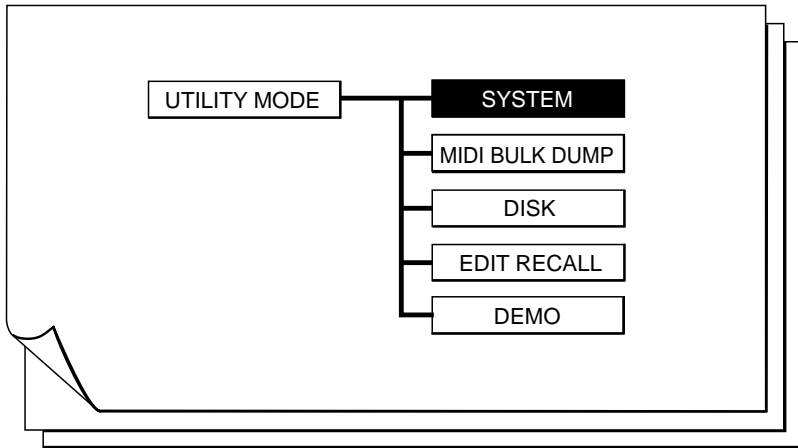 UTILITY MODE
SYSTEM
MIDI BULK DUMP
DISK
EDIT RECALL
DEMO